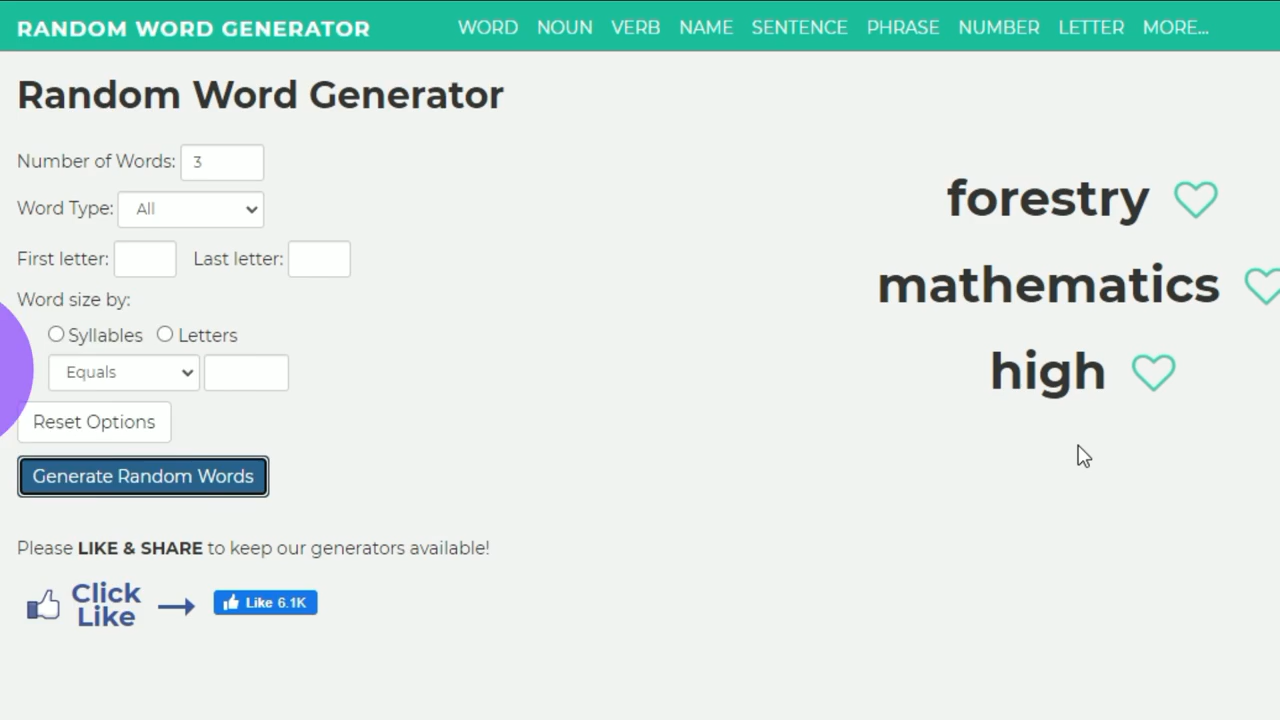 RANDOM WORD GENERATOR WORD NOUN VERB NAME SENTENCE PHRASE NUMBER LETTER MORE...
Random Word Generator
Number of Words: 3
Word Type: All
First letter: Last letter:
Word size by:
Syllables Letters
Equals
Reset Options
Generate Random Words
Please LIKE & SHARE to keep our generators available!
Click
Like
Like 6.1K
forestry
mathematics
high